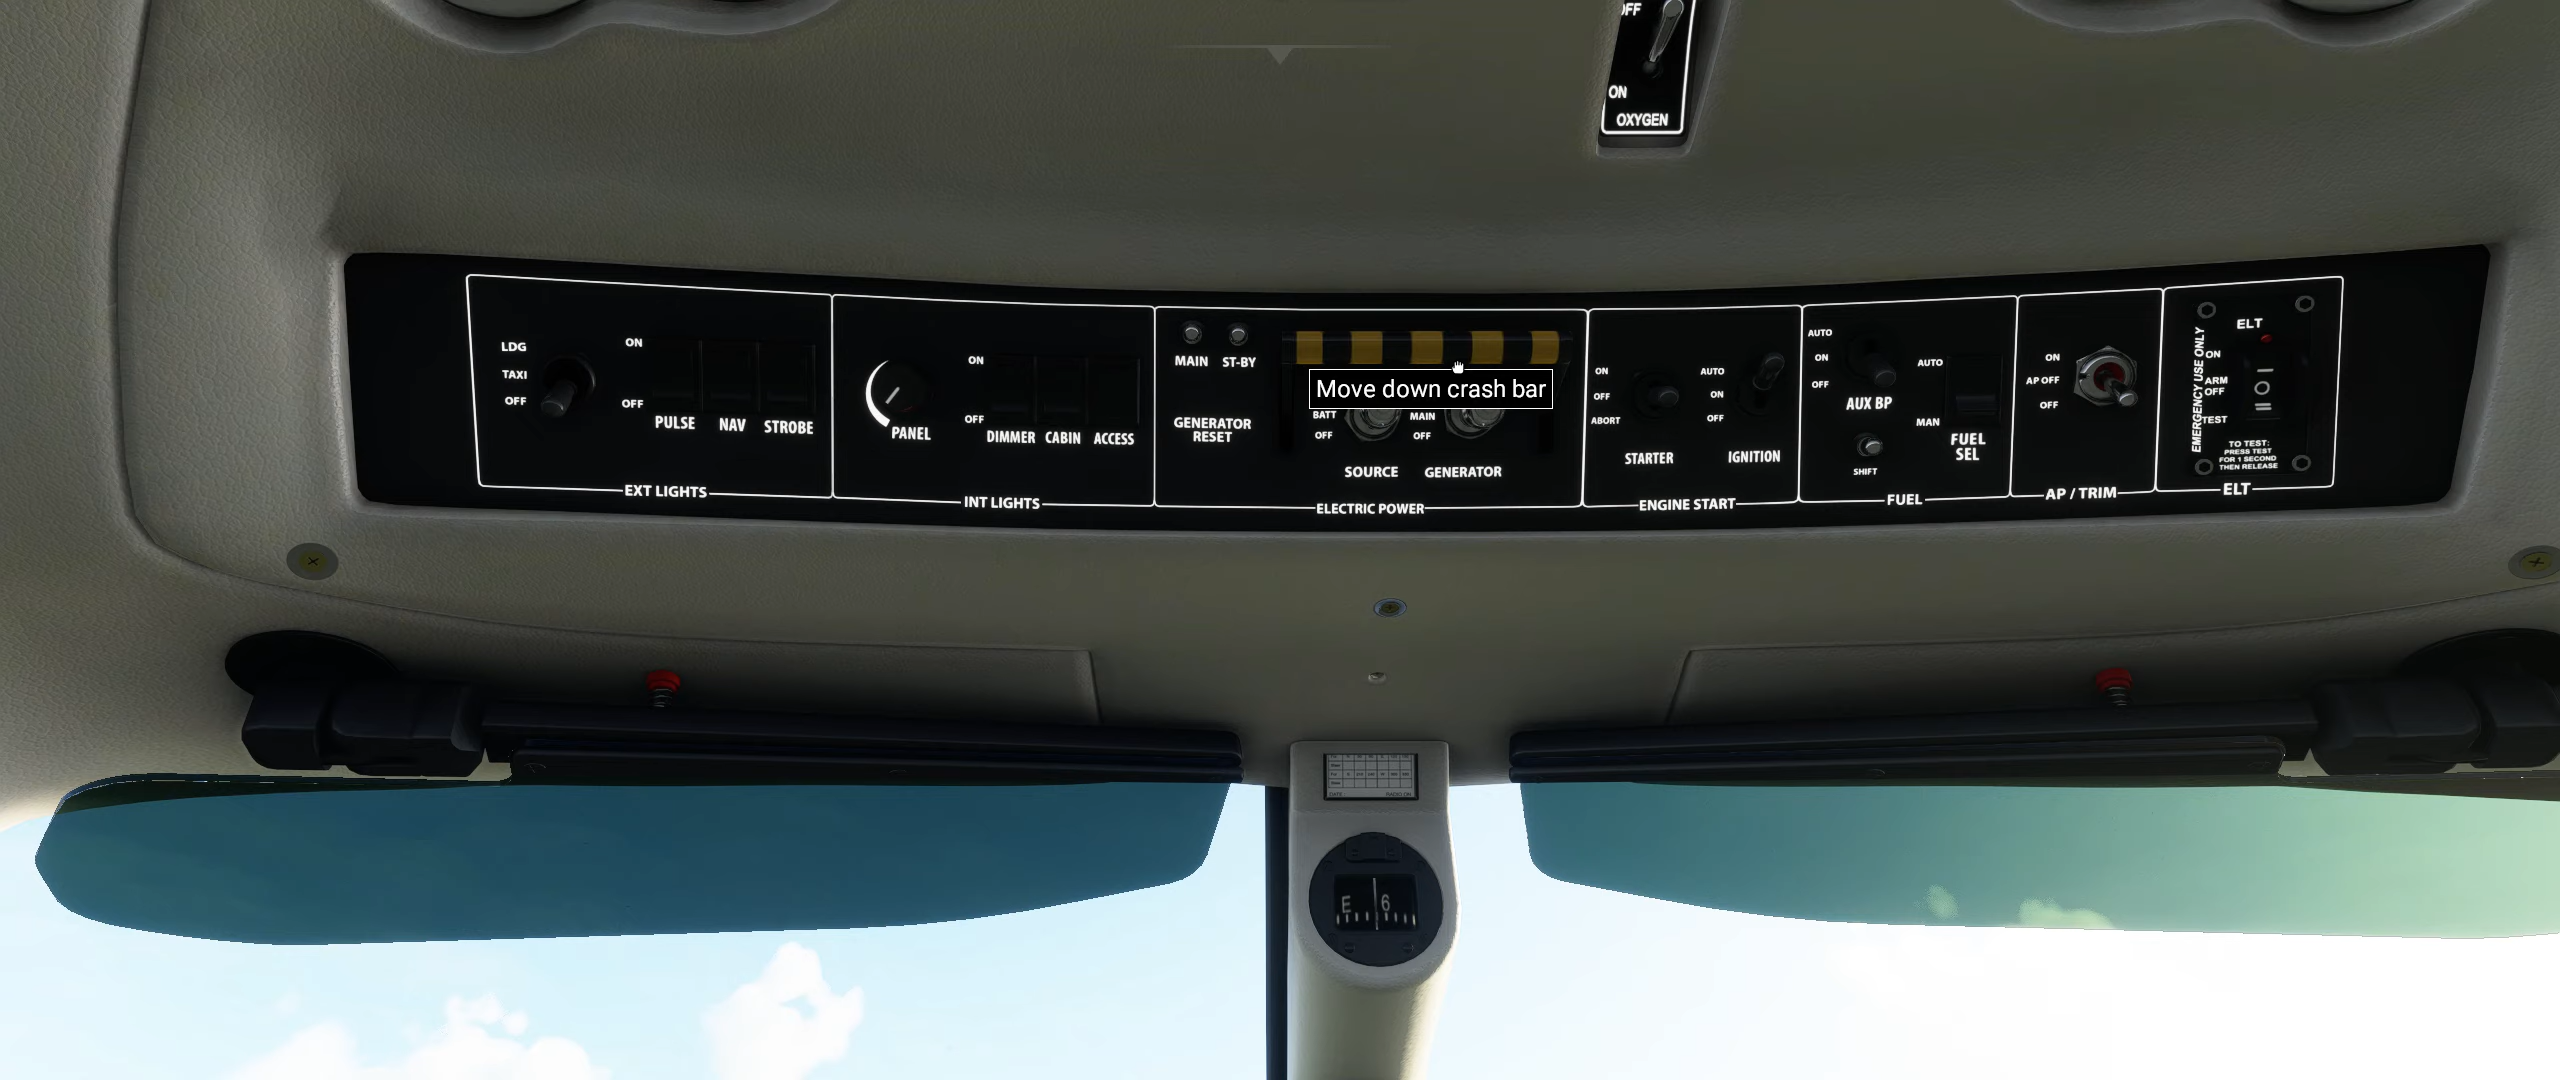 OFF
ON
OXYGEN
LDG
TAXI
OFF
ON
OFF
PULSE
NAV
STROBE
EXT LIGHTS
PANEL
ON
OFF
DIMMER
CABIN
ACCESS
INT LIGHTS
MAIN
ST-BY
GENERATOR
RESET
Move down crash bar
BATT
OFF
MAIN
OFF
SOURCE
GENERATOR
ELECTRIC POWER
ON
OFF
ABORT
STARTER
AUTO
ON
OFF
IGNITION
ENGINE START
AUTO
ON
OFF
AUX BP
SHIFT
AUTO
MAN
FUEL
SEL
FUEL
ON
AP OFF
OFF
AP / TRIM
EMERGENCY USE ONLY
ELT
ON
ARM
OFF
TEST
TO TEST:
PRESS TEST
FOR 1 SECOND
THEN RELEASE
ELT
DATE
RADIO ON
E 6